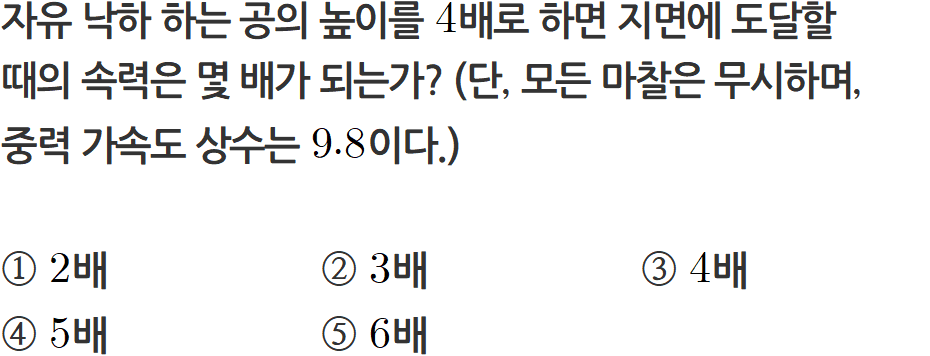 자유 낙하 하는 공의 높이를 4배로 하면 지면에 도달할
때의 속력은 몇 배가 되는가? (단, 모든 마찰은 무시하며,
중력 가속도 상수는 9.8이다.)
① 2배 ② 3배 ③ 4배
④ 5배 ⑤ 6배